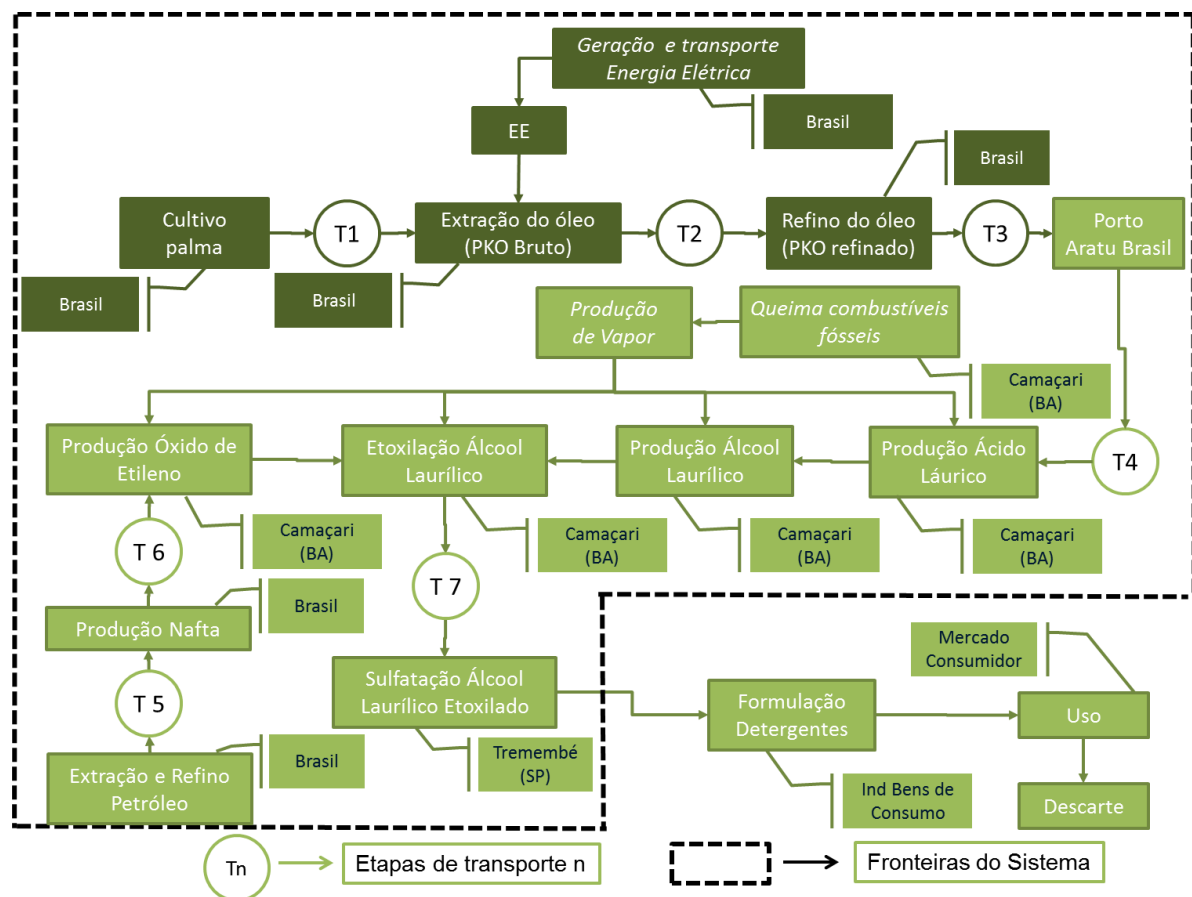 Geração e transporte
Energia Elétrica
Brasil
EE
Brasil
Cultivo
palma
T1
Extração do óleo
(PKO Bruto)
T2
Refino do óleo
(PKO refinado)
T3
Porto
Aratu Brasil
Brasil
Brasil
Produção
de Vapor
Queima combustíveis
fósseis
Camaçari
(BA)
Produção Óxido de
Etileno
Etoxilação Álcool
Laurílico
Produção Álcool
Laurílico
Produção Ácido
Láurico
T4
Camaçari
(BA)
Camaçari
(BA)
Camaçari
(BA)
Camaçari
(BA)
T 6
T 7
Brasil
Produção Nafta
Mercado
Consumidor
T 5
Sulfatação Álcool
Laurílico Etoxilado
Formulação
Detergentes
Uso
Brasil
Tremembé
(SP)
Extração e Refino
Petróleo
Ind Bens de
Consumo
Descarte
Tn
Etapas de transporte n
Fronteiras do Sistema